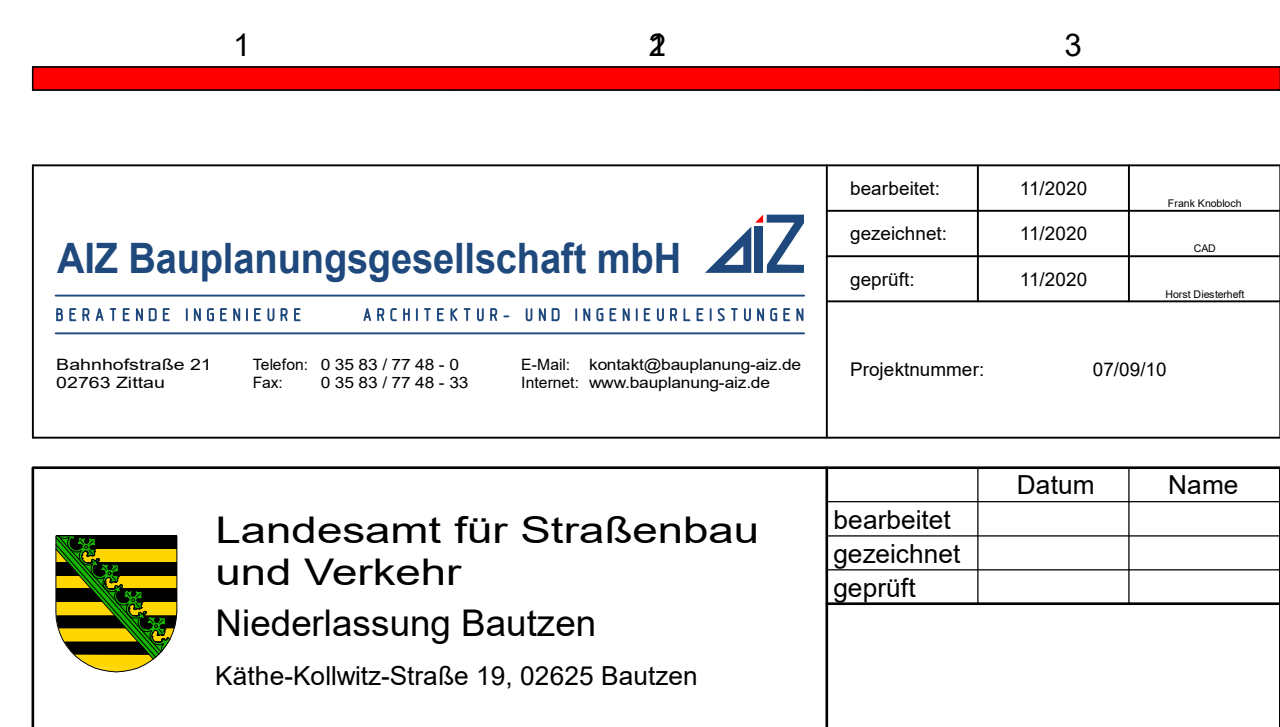 1 3
bearbeitet: 11/2020 Frank Knobloch
AIZ Bauplanungsgesellschaft mbH AiZ
gezeichnet: 11/2020 CAD
geprüft: 11/2020 Horst Diesterheft
BERATENDE INGENIEURE ARCHITEKTUR- UND INGENIEURLEISTUNGEN
Bahnhofstraße 21 Telefon: 0 35 83 / 77 48 - 0 E-Mail: kontakt@bauplanung-aiz.de
02763 Zittau Fax: 0 35 83 / 77 48 - 33 Internet: www.bauplanung-aiz.de
Projektnummer: 07/09/10
Datum Name
Landesamt für Straßenbau
und Verkehr
Niederlassung Bautzen
Käthe-Kollwitz-Straße 19, 02625 Bautzen
bearbeitet
gezeichnet
geprüft